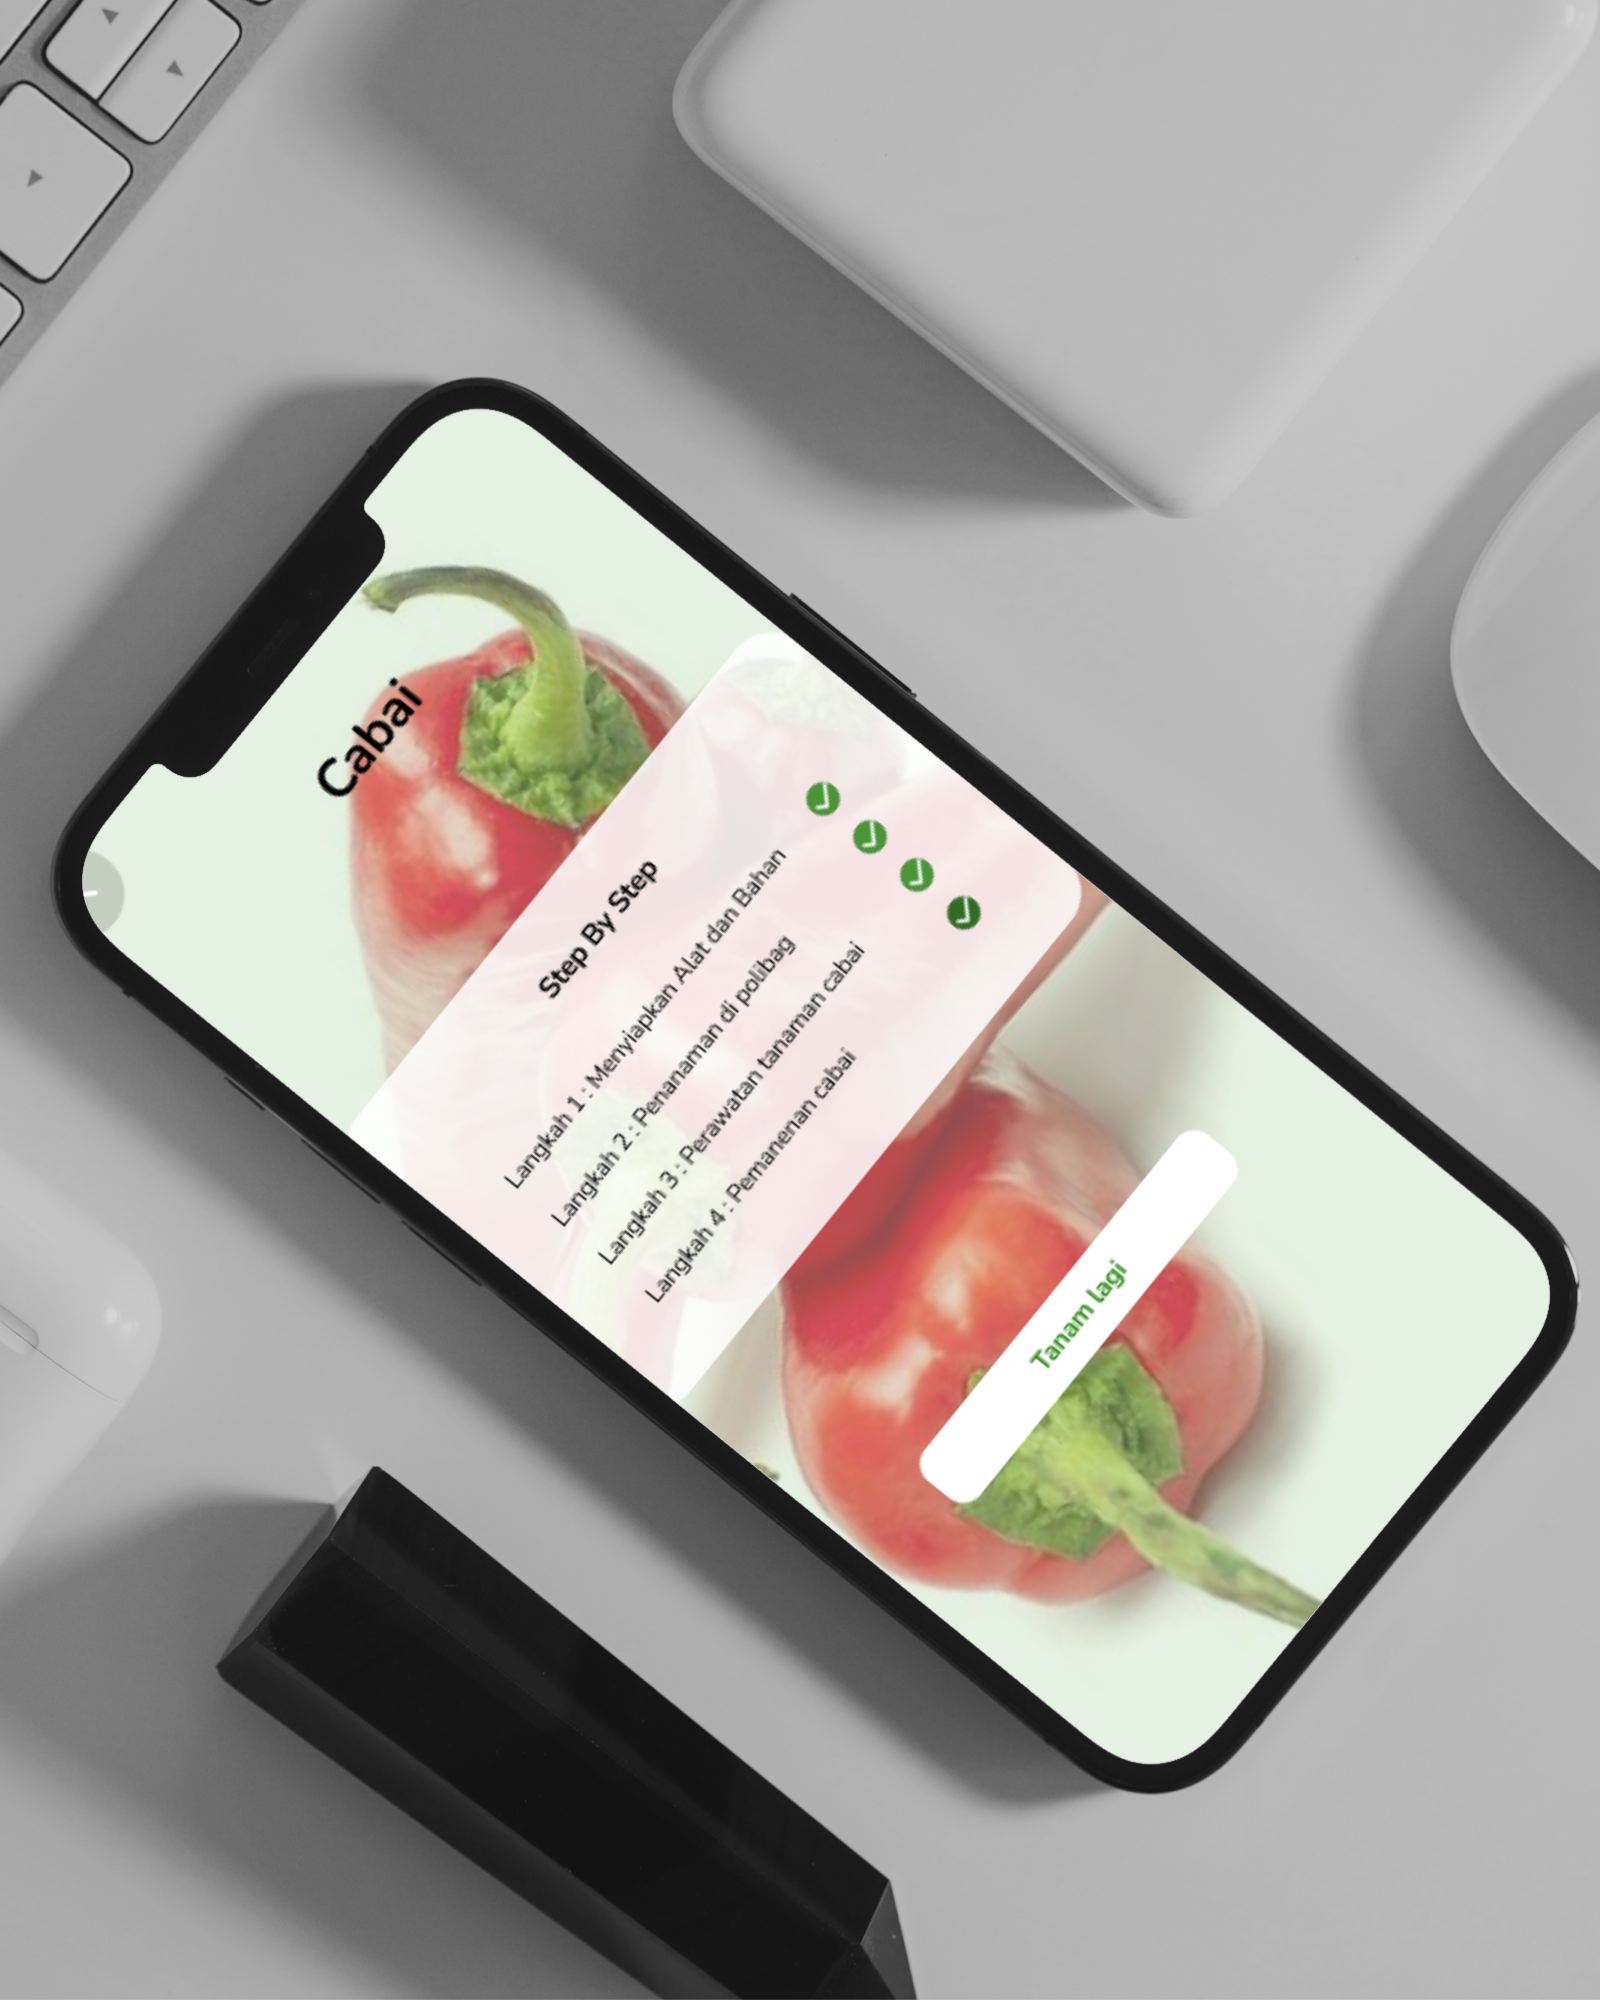 Cabai
Step By Step
Langkah 1 : Menyiapkan Alat dan Bahan
Langkah 2 : Penanaman di polibag
Langkah 3 : Perawatan tanaman cabai
Langkah 4 : Pemanenan cabai
Tanam lagi